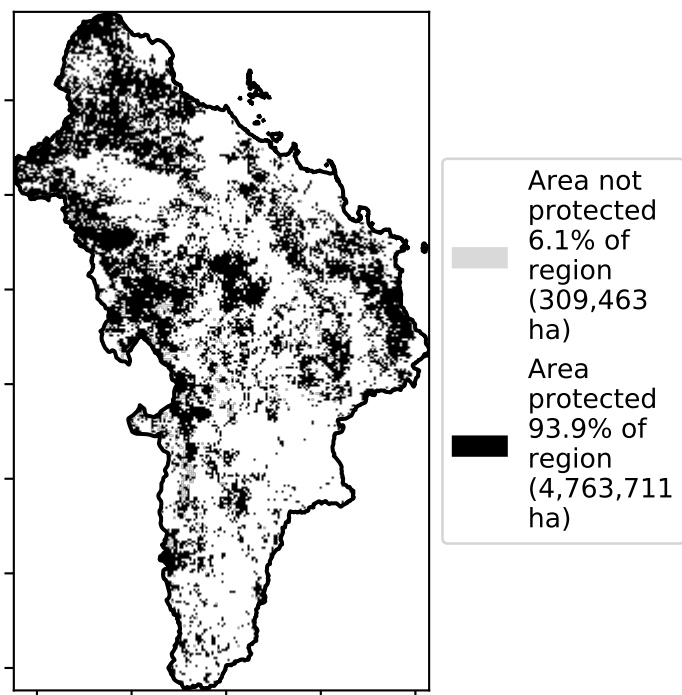 Area not
protected
6.1% of
region
(309,463
ha)
Area
protected
93.9% of
region
(4,763,711
ha)